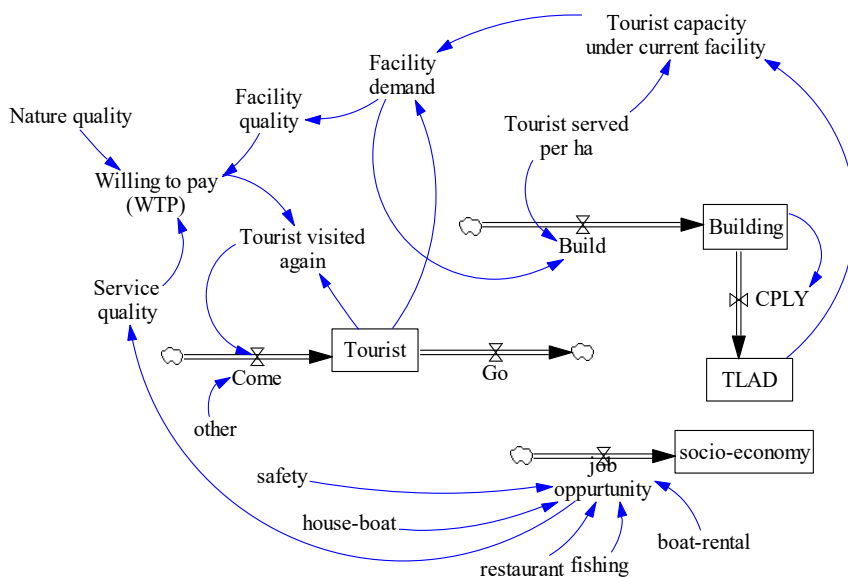 Tourist capacity
under current facility
Facility
demand
Facility
quality
Nature quality
Tourist served
per ha
Willing to pay
(WTP)
Tourist visited
again
Build
Building
Service
quality
CPLY
Tourist
Come
Go
TLAD
other
socio-economy
job
oppurtunity
safety
house-boat
boat-rental
restaurant
fishing